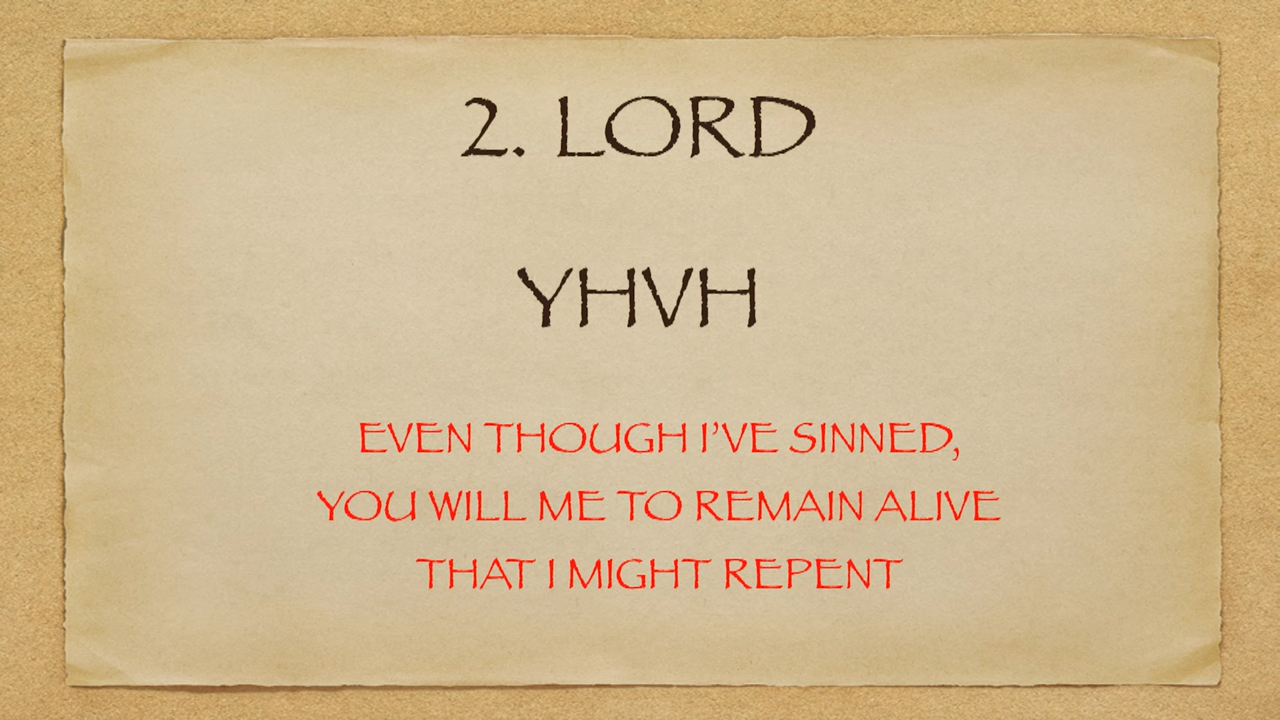 2. LORD
YHVH
EVEN THOUGH I'VE SINNED,
YOU WILL ME TO REMAIN ALIVE
THAT I MIGHT REPENT